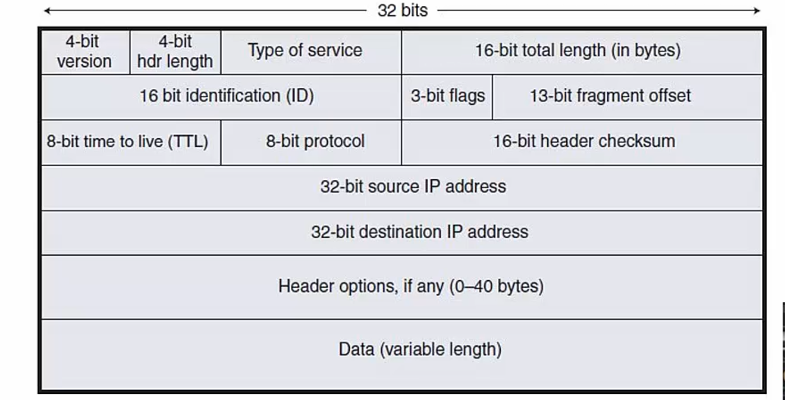 32 bits
4-bit version
4-bit hdr length
Type of service
16-bit total length (in bytes)
16 bit identification (ID)
3-bit flags
13-bit fragment offset
8-bit time to live (TTL)
8-bit protocol
16-bit header checksum
32-bit source IP address
32-bit destination IP address
Header options, if any (0–40 bytes)
Data (variable length)